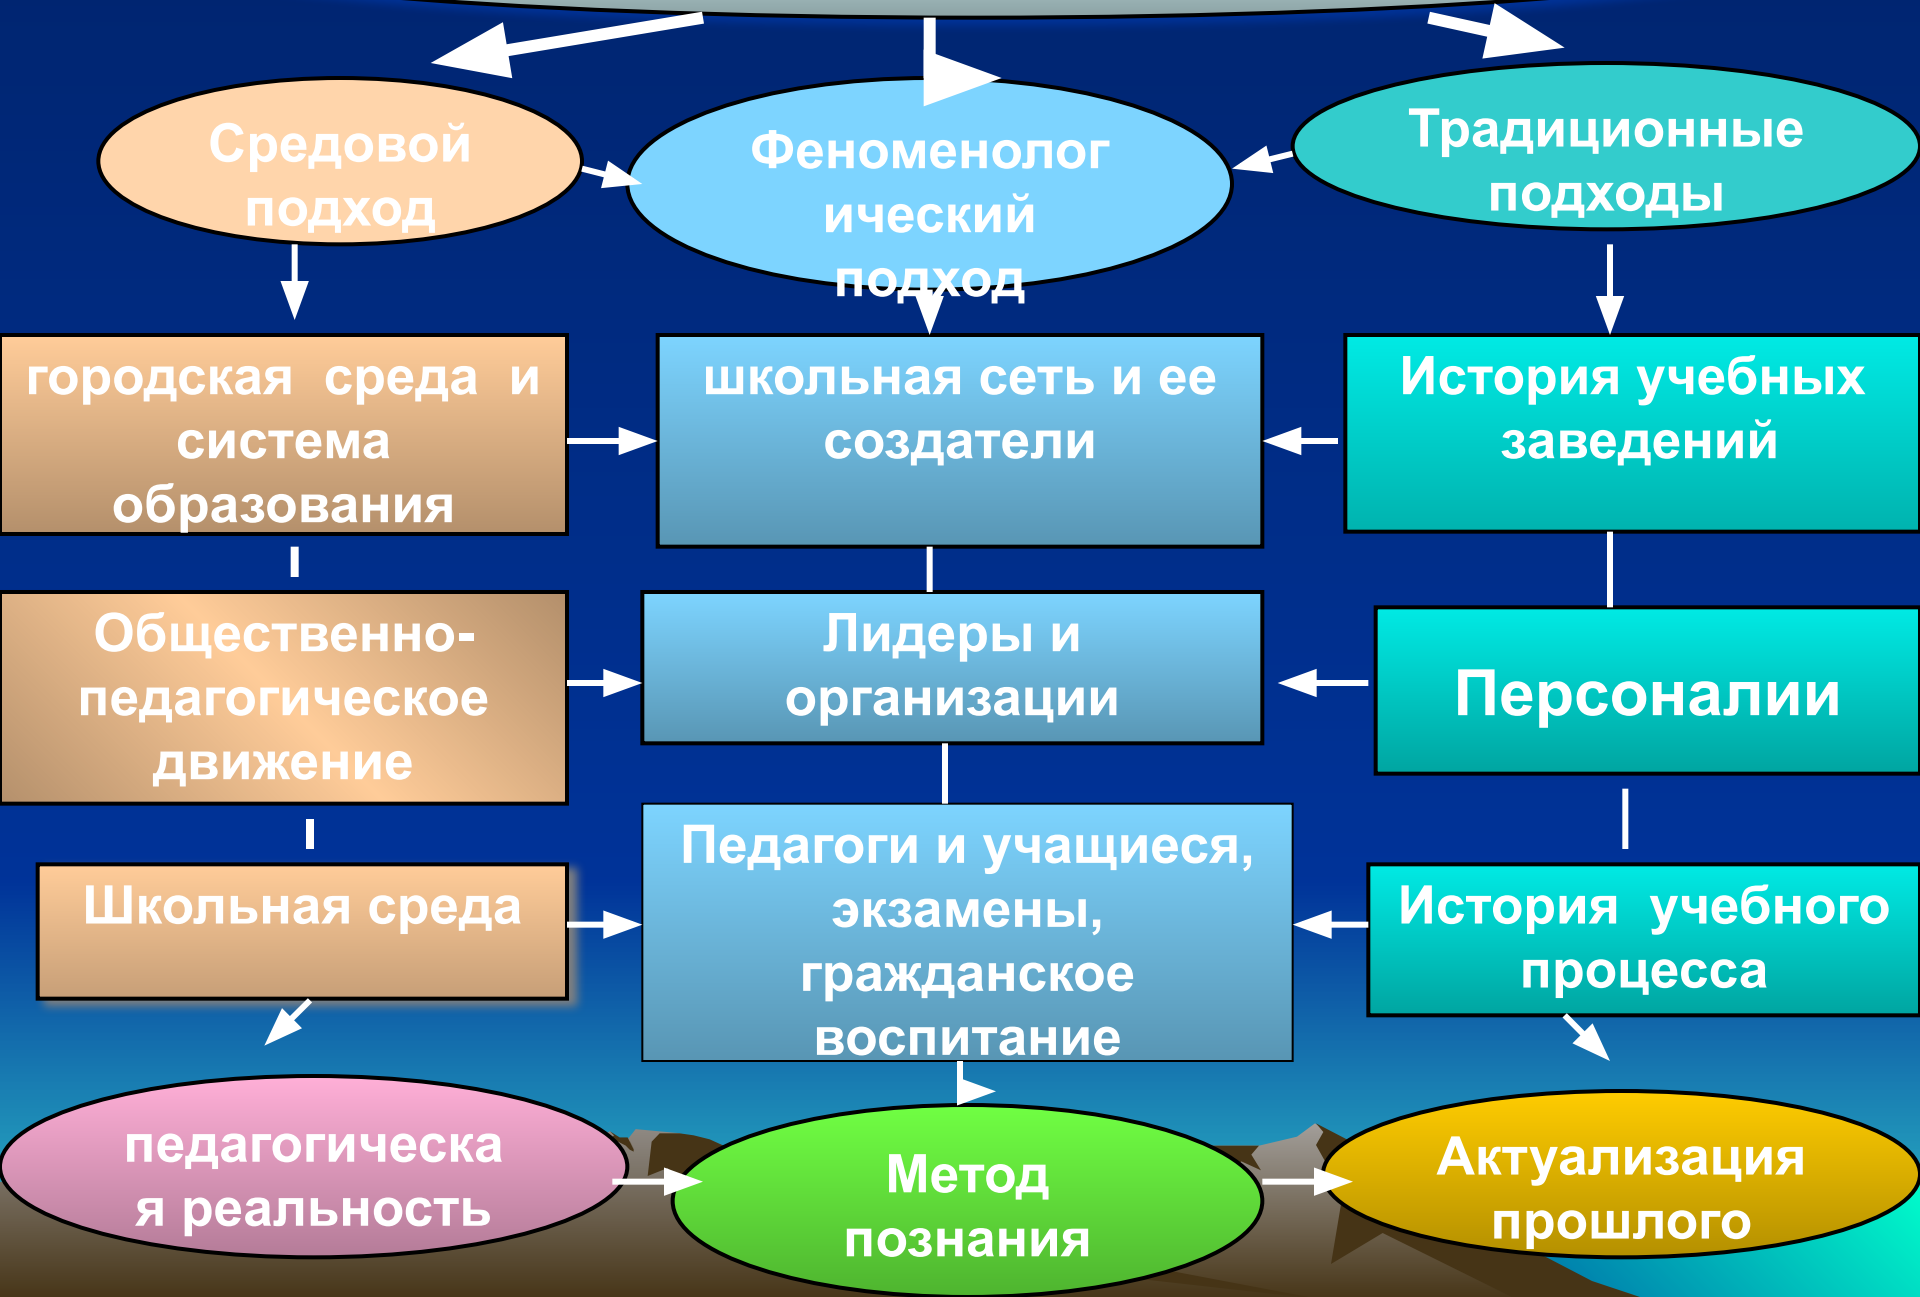 Средовой
подход
Феноменолог
ический
подход
Традиционные
подходы
городская среда и
система
образования
школьная сеть и ее
создатели
История учебных
заведений
Общественно-
педагогическое
движение
Лидеры и
организации
Персоналии
Школьная среда
Педагоги и учащиеся,
экзамены,
гражданское
воспитание
История учебного
процесса
педагогическа
я реальность
Метод
познания
Актуализация
прошлого